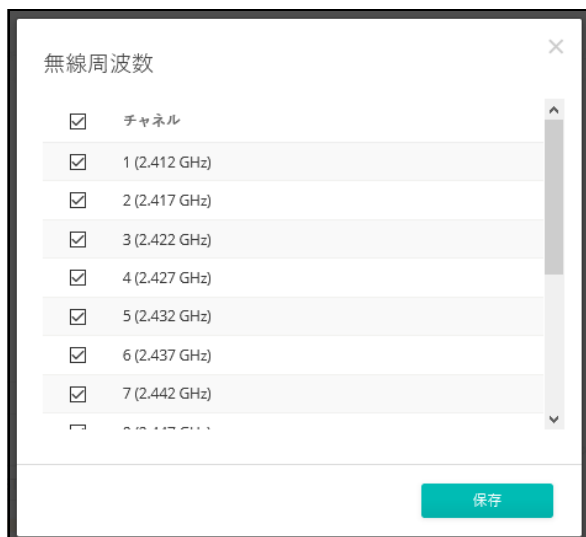 無線周波数
チャネル
1 (2.412 GHz)
2 (2.417 GHz)
3 (2.422 GHz)
4 (2.427 GHz)
5 (2.432 GHz)
6 (2.437 GHz)
7 (2.442 GHz)
保存